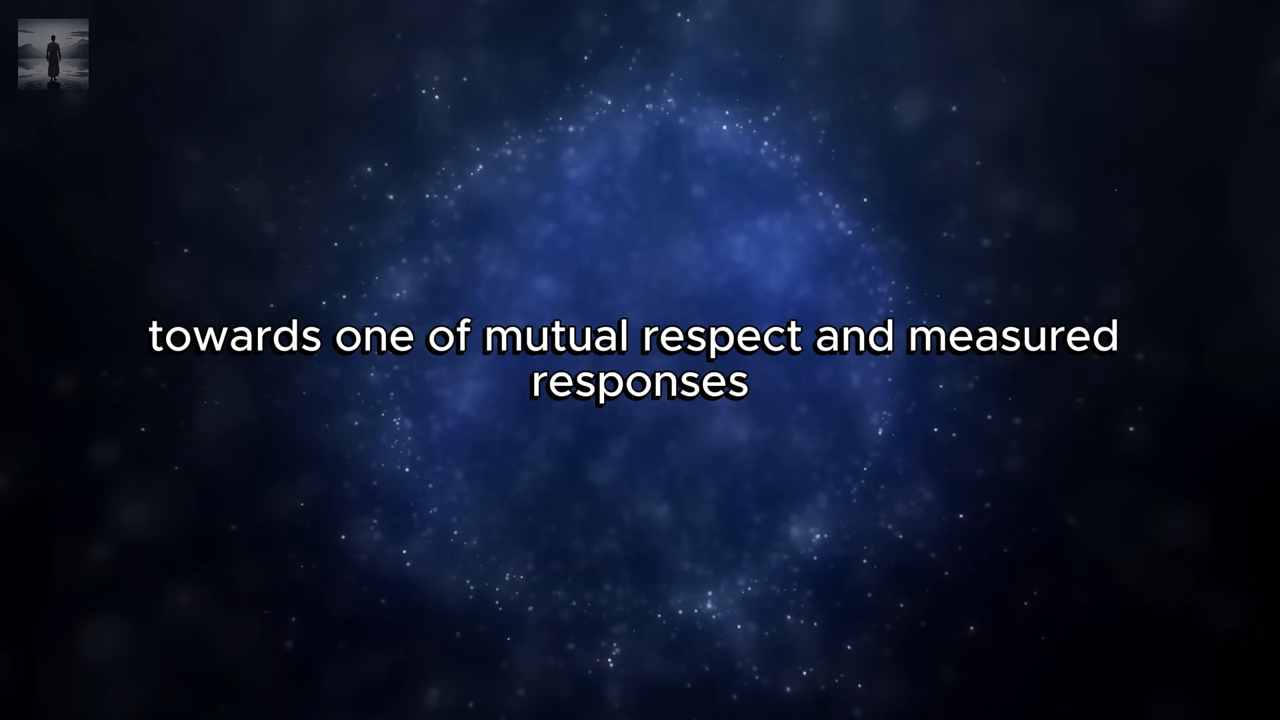 towards one of mutual respect and measured
responses